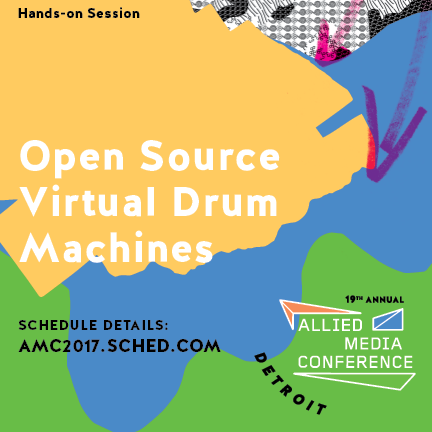 Hands-on Session
Open Source
Virtual Drum
Machines
SCHEDULE DETAILS:
AMC2017.SCHED.COM
19TH ANNUAL
ALLIED
MEDIA
CONFERENCE
DETROIT